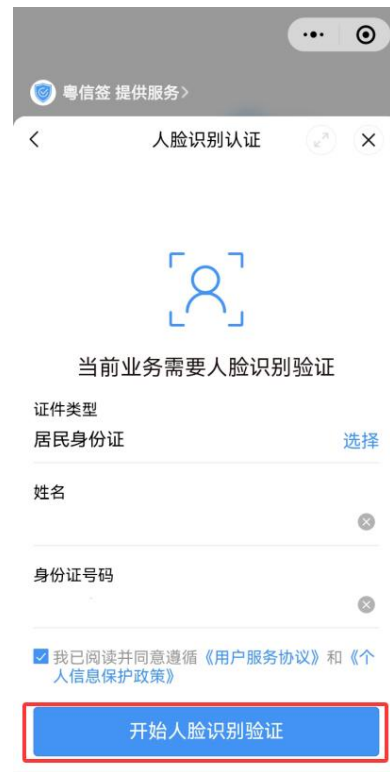 粤信签 提供服务>
人脸识别认证
当前业务需要人脸识别验证
证件类型
居民身份证
选择
姓名
身份证号码
我已阅读并同意遵循《用户服务协议》和《个
人信息保护政策》
开始人脸识别验证